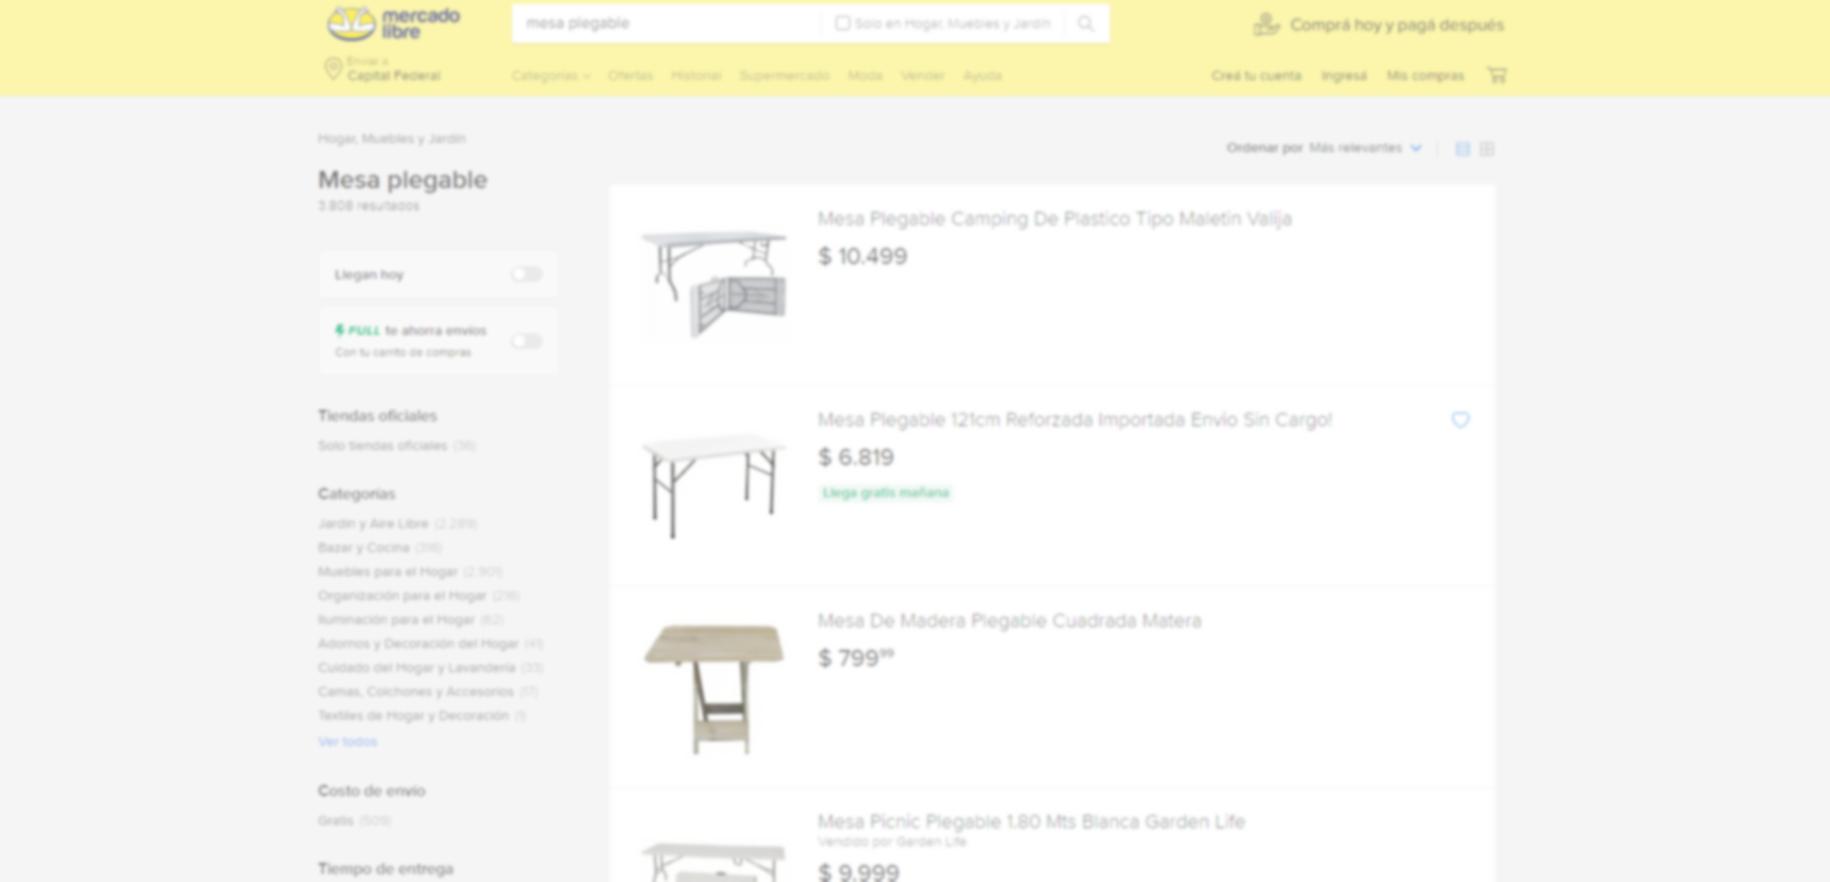 mercado
libre
mesa plegable
Solo en Hogar, Muebles y Jardín
Comprá hoy y pagá después
Enviar a
Capital Federal
Categorías
Ofertas
Historial
Supermercado
Moda
Vender
Ayuda
Creá tu cuenta
Ingresá
Mis compras
Hogar, Muebles y Jardín
Mesa plegable
3.808 resultados
Ordenar por Más relevantes
Llegan hoy
FULL te ahorra envíos
Con tu carrito de compras
Tiendas oficiales
Solo tiendas oficiales (36)
Categorías
Jardín y Aire Libre (2.289)
Bazar y Cocina (318)
Muebles para el Hogar (2.901)
Organización para el Hogar (218)
Iluminación para el Hogar (62)
Adornos y Decoración del Hogar (41)
Cuidado del Hogar y Lavandería (33)
Camas, Colchones y Accesorios (17)
Textiles de Hogar y Decoración (1)
Ver todos
Costo de envío
Gratis (509)
Tiempo de entrega
Mesa Plegable Camping De Plastico Tipo Maletin Valija
$ 10.499
Mesa Plegable 121cm Reforzada Importada Envio Sin Cargo!
$ 6.819
Llega gratis mañana
Mesa De Madera Plegable Cuadrada Matera
$ 799 99
Mesa Picnic Plegable 1.80 Mts Blanca Garden Life
Vendido por Garden Life
$ 9.999